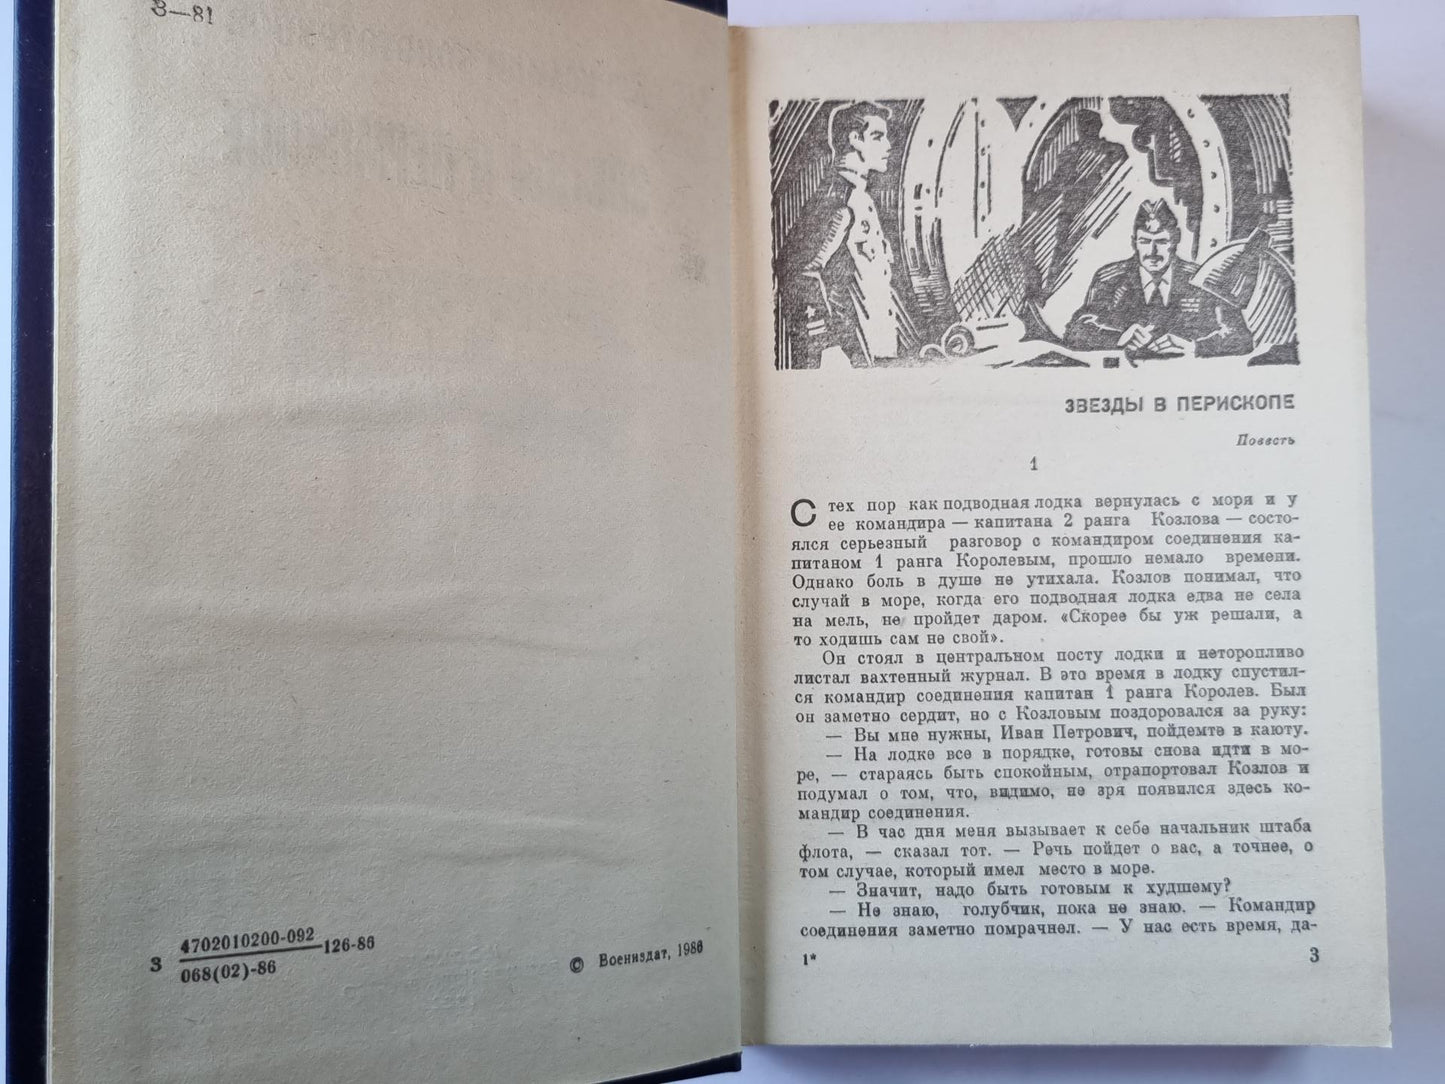 З—81
3 4702010200-092
068(02)-86
-126-86
© Воениздат, 1986
ЗВЕЗДЫ В ПЕРИСКОПЕ
Повесть
1
С тех пор как подводная лодка вернулась с моря и у
ее командира — капитана 2 ранга Козлова — состо-
ялся серьезный разговор с командиром соединения ка-
питаном 1 ранга Королевым, прошло немало времени.
Однако боль в душе не утихала. Козлов понимал, что
случай в море, когда его подводная лодка едва не села
на мель, не пройдет даром. «Скорее бы уж решали, а
то ходишь сам не свой».
Он стоял в центральном посту лодки и неторопливо
листал вахтенный журнал. В это время в лодку спустил-
ся командир соединения капитан 1 ранга Королев. Был
он заметно сердит, но с Козловым поздоровался за руку:
— Вы мне нужны, Иван Петрович, пойдемте в каюту.
— На лодке все в порядке, готовы снова идти в мо-
ре, — стараясь быть спокойным, отрапортовал Козлов и
подумал о том, что, видимо, не зря появился здесь ко-
мандир соединения.
— В час дня меня вызывает к себе начальник штаба
флота, — сказал тот. — Речь пойдет о вас, а точнее, о
том случае, который имел место в море.
— Значит, надо быть готовым к худшему?
— Не знаю, голубчик, пока не знаю. — Командир
соединения заметно помрачнел. — У нас есть время, да-
1*
3